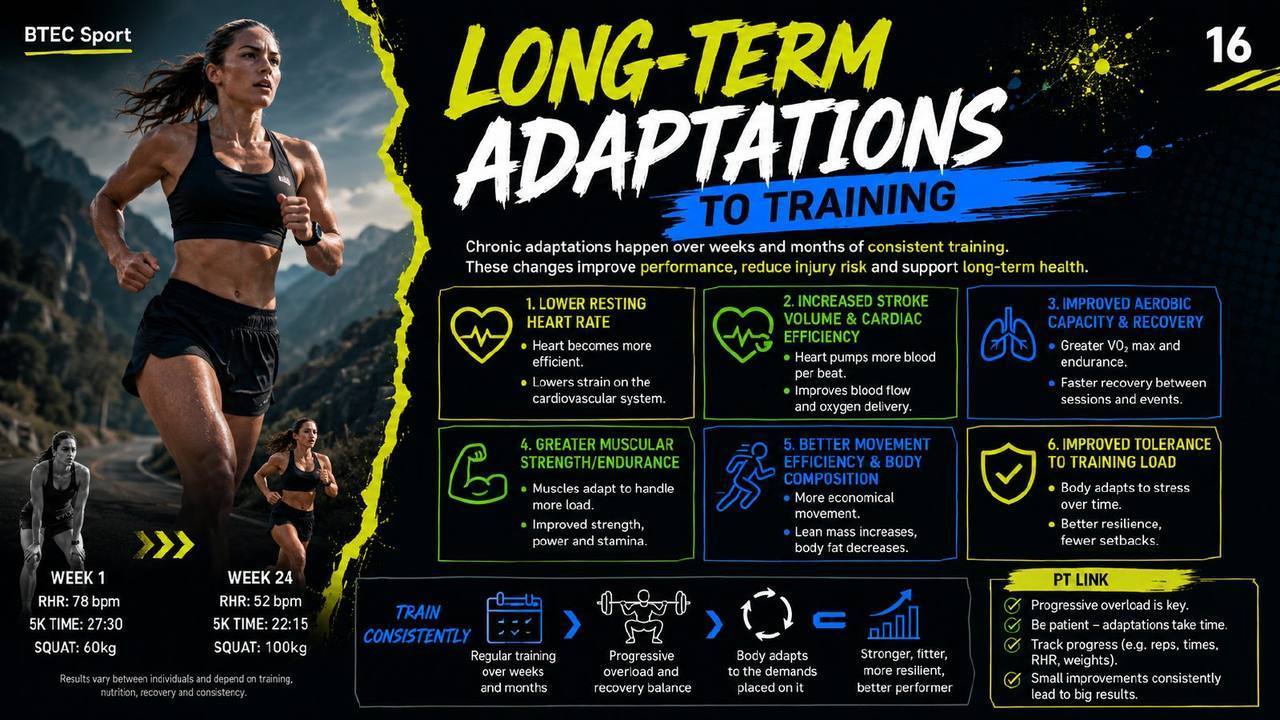 BTEC Sport
16
LONG-TERM
ADAPTATIONS
TO TRAINING
Chronic adaptations happen over weeks and months of consistent training.
These changes improve performance, reduce injury risk and support long-term health.
1. LOWER RESTING
HEART RATE
• Heart becomes more
efficient.
• Lowers strain on the
cardiovascular system.
2. INCREASED STROKE
VOLUME & CARDIAC
EFFICIENCY
• Heart pumps more blood
per beat.
• Improves blood flow
and oxygen delivery.
3. IMPROVED AEROBIC
CAPACITY & RECOVERY
• Greater VO₂ max and
endurance.
• Faster recovery between
sessions and events.
4. GREATER MUSCULAR
STRENGTH/ENDURANCE
• Muscles adapt to handle
more load.
• Improved strength,
power and stamina.
5. BETTER MOVEMENT
EFFICIENCY & BODY
COMPOSITION
• More economical
movement.
• Lean mass increases,
body fat decreases.
6. IMPROVED TOLERANCE
TO TRAINING LOAD
• Body adapts to stress
over time.
• Better resilience,
fewer setbacks.
WEEK 1
RHR: 78 bpm
5K TIME: 27:30
SQUAT: 60kg
WEEK 24
RHR: 52 bpm
5K TIME: 22:15
SQUAT: 100kg
Results vary between individuals and depend on training,
nutrition, recovery and consistency.
TRAIN
CONSISTENTLY
Regular training
over weeks
and months
Progressive
overload and
recovery balance
Body adapts
to the demands
placed on it
Stronger, fitter,
more resilient,
better performer
PT LINK
Progressive overload is key.
Be patient – adaptations take time.
Track progress (e.g. reps, times,
RHR, weights).
Small improvements consistently
lead to big results.